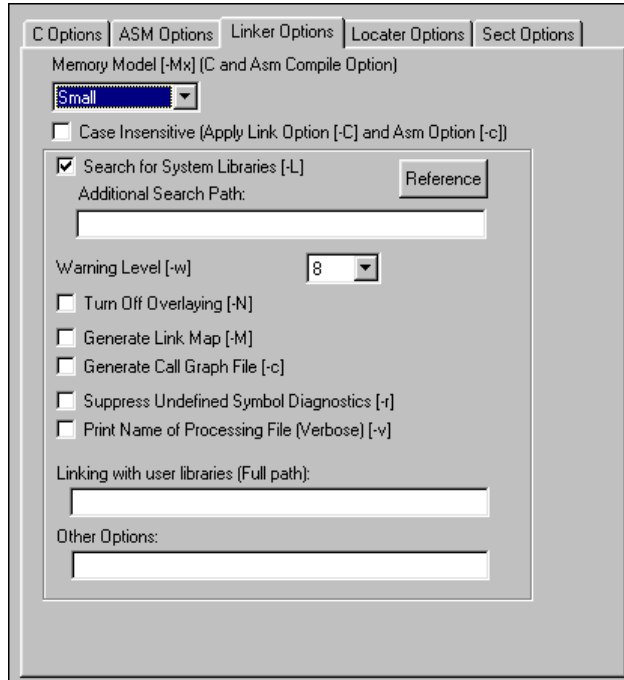 C Options ASM Options Linker Options Locater Options Sect Options
Memory Model [-Mx] (C and Asm Compile Option)
Small
Case Insensitive (Apply Link Option [-C] and Asm Option [-c])
Search for System Libraries [-L]
Reference
Additional Search Path:
Warning Level [-w] 8
Turn Off Overlaying [-N]
Generate Link Map [-M]
Generate Call Graph File [-c]
Suppress Undefined Symbol Diagnostics [-r]
Print Name of Processing File (Verbose) [-v]
Linking with user libraries (Full path):
Other Options: